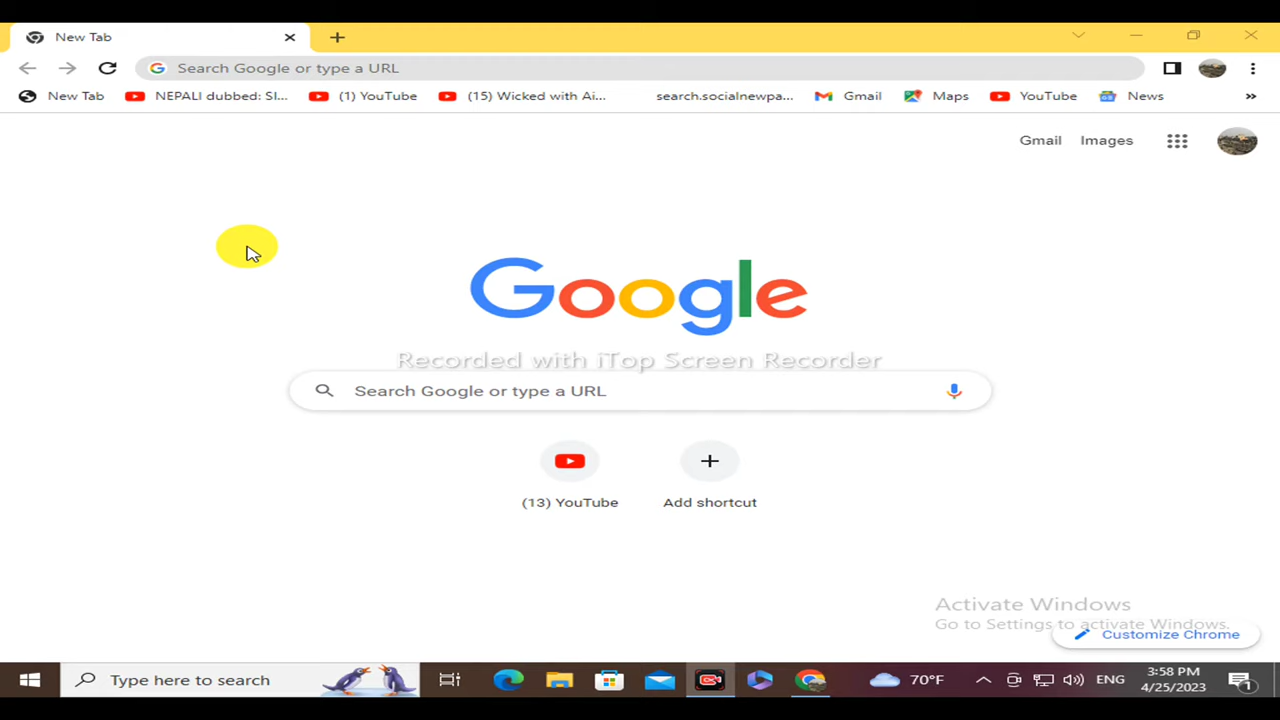 New Tab
Search Google or type a URL
New Tab
NEPALI dubbed: Sl...
(1) YouTube
(15) Wicked with Ai...
search.socialnewpa...
Gmail
Maps
YouTube
News
»
Gmail
Images
Google
Recorded with iTop Screen Recorder
Search Google or type a URL
(13) YouTube
Add shortcut
Activate Windows
Go to Settings to activate Windows.
Customize Chrome
Type here to search
70°F
ENG
3:58 PM
4/25/2023
1